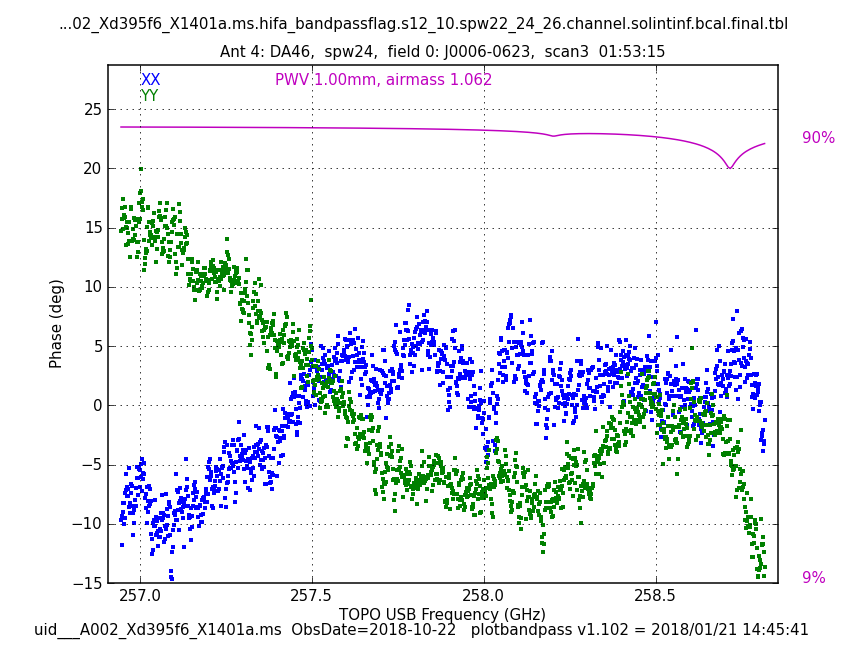 ...02_Xd395f6_X1401a.ms.hifa_bandpassflag.s12_10.spw22_24_26.channel.solintinf.bcal.final.tbl
Ant 4: DA46,  spw24,  field 0: J0006-0623,  scan3  01:53:15
XX
PWV 1.00mm, airmass 1.062
YY
25
90%
20
15
10
5
0
−5
−10
−15
9%
Phase (deg)
257.0 257.5 258.0 258.5
TOPO USB Frequency (GHz)
uid___A002_Xd395f6_X1401a.ms  ObsDate=2018-10-22   plotbandpass v1.102 = 2018/01/21 14:45:41